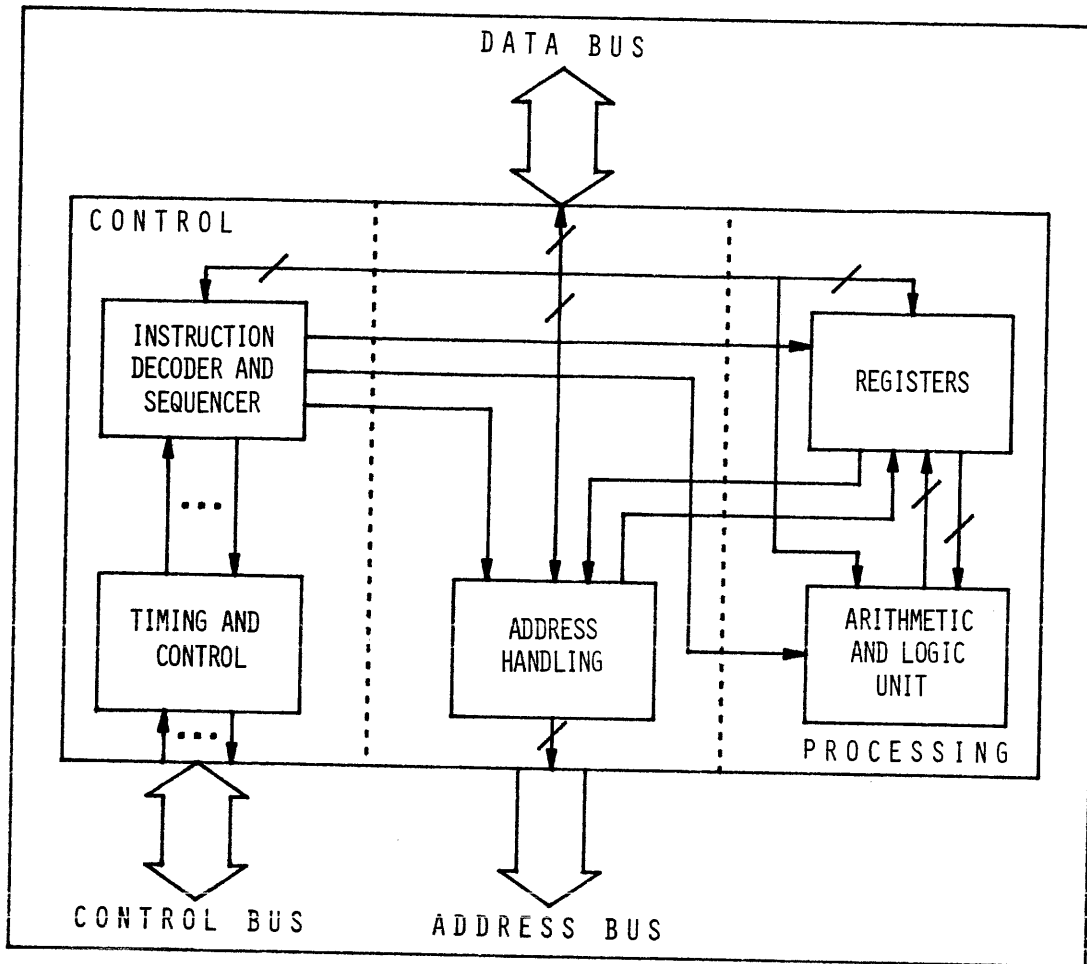 DATA BUS
CONTROL
INSTRUCTION
DECODER AND
SEQUENCER
REGISTERS
TIMING AND
CONTROL
ADDRESS
HANDLING
ARITHMETIC
AND LOGIC
UNIT
PROCESSING
CONTROL BUS
ADDRESS BUS